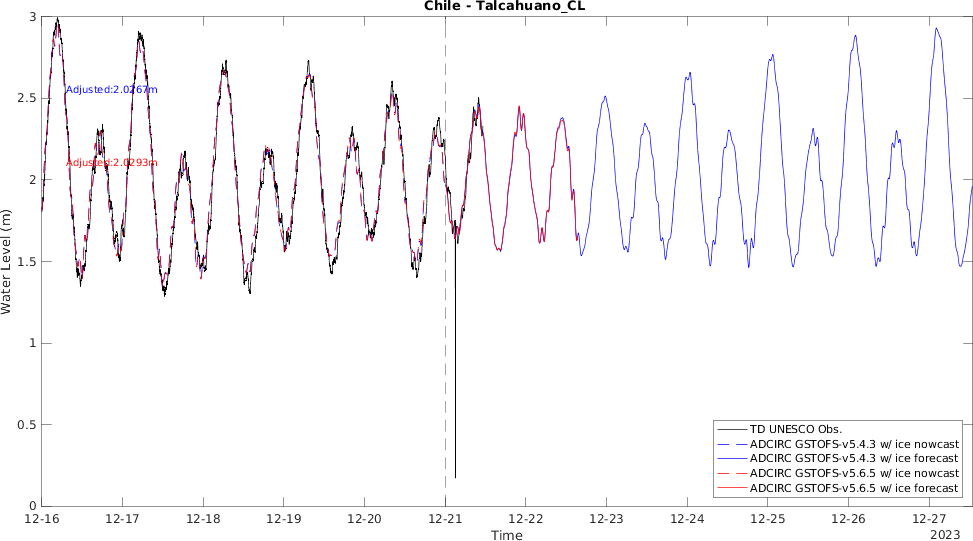 Chile - Talcahuano_CL
3
2.5
2
1.5
1
0.5
0
Water Level (m)
Adjusted:2.0267m
Adjusted:2.0293m
TD UNESCO Obs.
ADCIRC GSTOFS-v5.4.3 w/ ice nowcast
ADCIRC GSTOFS-v5.4.3 w/ ice forecast
ADCIRC GSTOFS-v5.6.5 w/ ice nowcast
ADCIRC GSTOFS-v5.6.5 w/ ice forecast
12-16 12-17 12-18 12-19 12-20 12-21 12-22 12-23 12-24 12-25 12-26 12-27
Time
2023